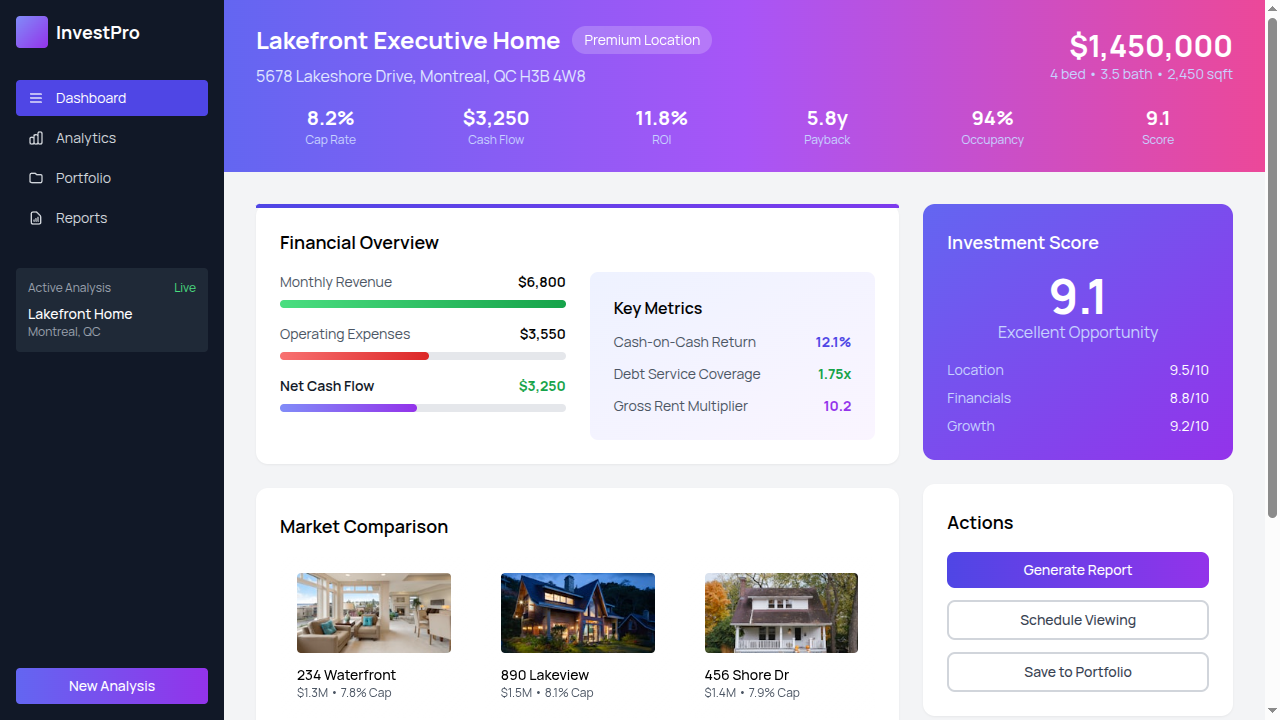 InvestPro
Dashboard
Analytics
Portfolio
Reports
Active Analysis Live
Lakefront Home
Montreal, QC
New Analysis
Lakefront Executive Home Premium Location
5678 Lakeshore Drive, Montreal, QC H3B 4W8
$1,450,000
4 bed • 3.5 bath • 2,450 sqft
8.2% $3,250 11.8% 5.8y 94% 9.1
Cap Rate Cash Flow ROI Payback Occupancy Score
Financial Overview
Monthly Revenue $6,800
Operating Expenses $3,550
Net Cash Flow $3,250
Key Metrics
Cash-on-Cash Return 12.1%
Debt Service Coverage 1.75x
Gross Rent Multiplier 10.2
Investment Score
9.1
Excellent Opportunity
Location 9.5/10
Financials 8.8/10
Growth 9.2/10
Market Comparison
234 Waterfront 890 Lakeview 456 Shore Dr
$1.3M • 7.8% Cap $1.5M • 8.1% Cap $1.4M • 7.9% Cap
Actions
Generate Report
Schedule Viewing
Save to Portfolio